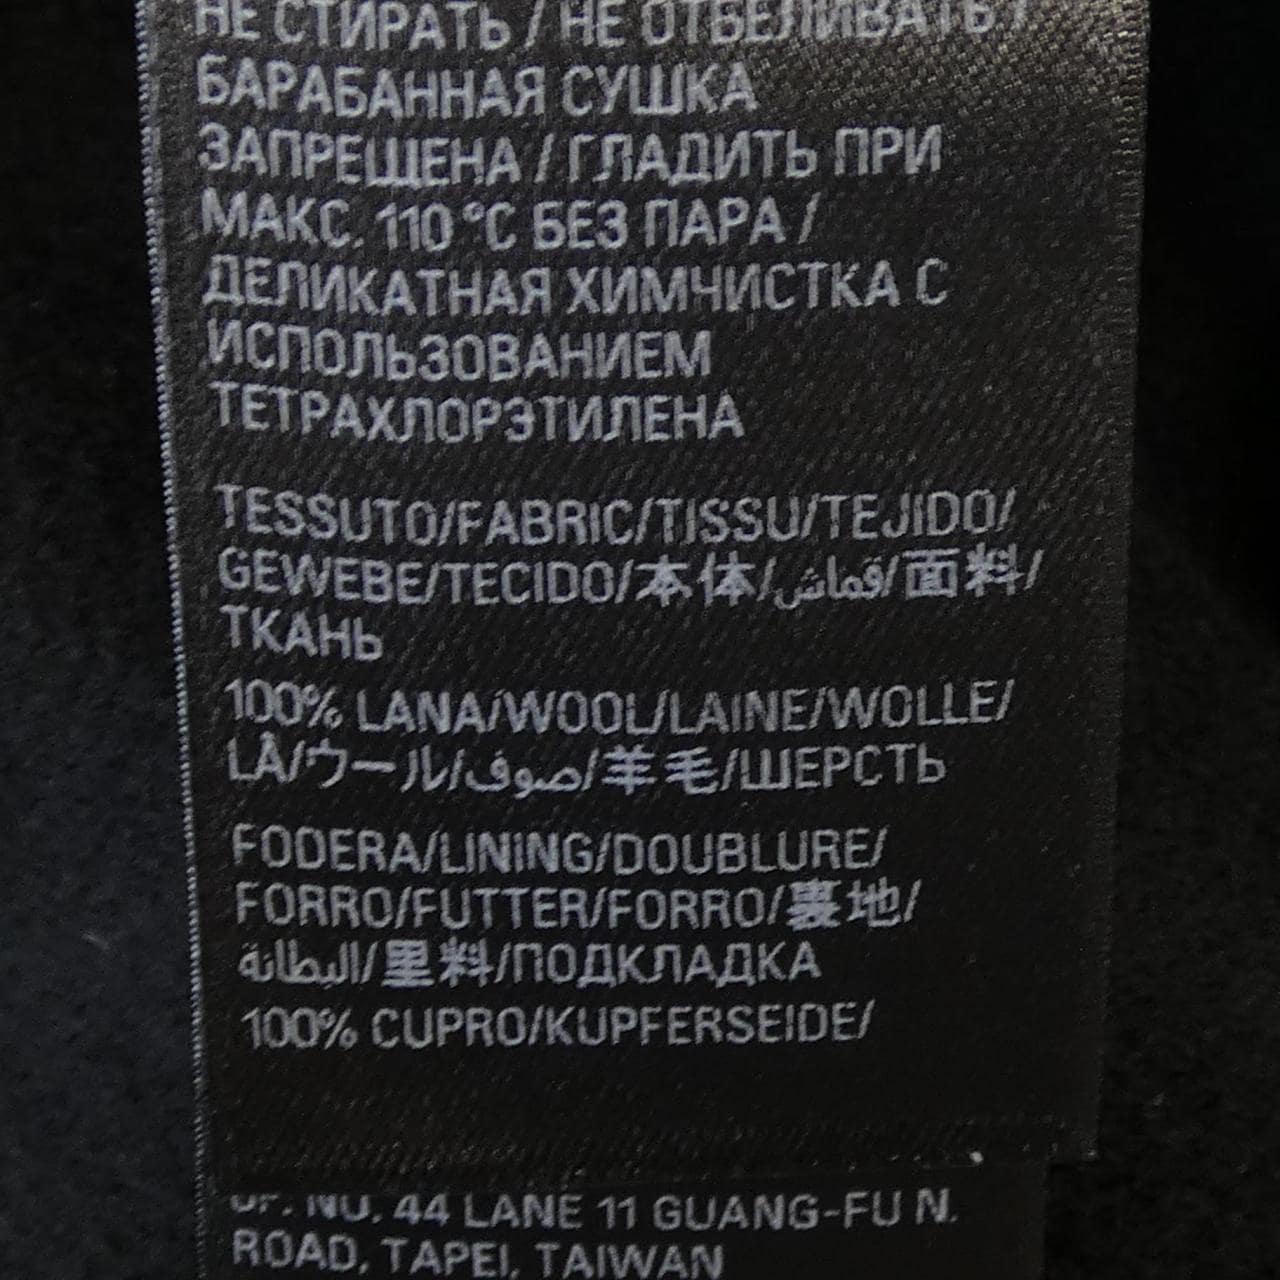 НЕ СТИРАТЬ / НЕ ОТБЕЛИВАТЬ /
БАРАБАННАЯ СУШКА
ЗАПРЕЩЕНА / ГЛАДИТЬ ПРИ
МАКС. 110 °C БЕЗ ПАРА /
ДЕЛИКАТНАЯ ХИМЧИСТКА С
ИСПОЛЬЗОВАНИЕМ
ТЕТРАХЛОРЭТИЛЕНА
TESSUTO/FABRIC/TISSU/TEJIDO/
GEWEBE/TECIDO/本体/قماش/面料/
ТКАНЬ
100% LANA/WOOL/LAINE/WOLLE/
LÃ/ウール/صوف/羊毛/ШЕРСТЬ
FODERA/LINING/DOUBLURE/
FORRO/FUTTER/FORRO/裏地/
البطانة/里料/ПОДКЛАДКА
100% CUPRO/KUPFERSEIDE/
NO. 44 LANE 11 GUANG-FU N.
ROAD, TAPEI, TAIWAN